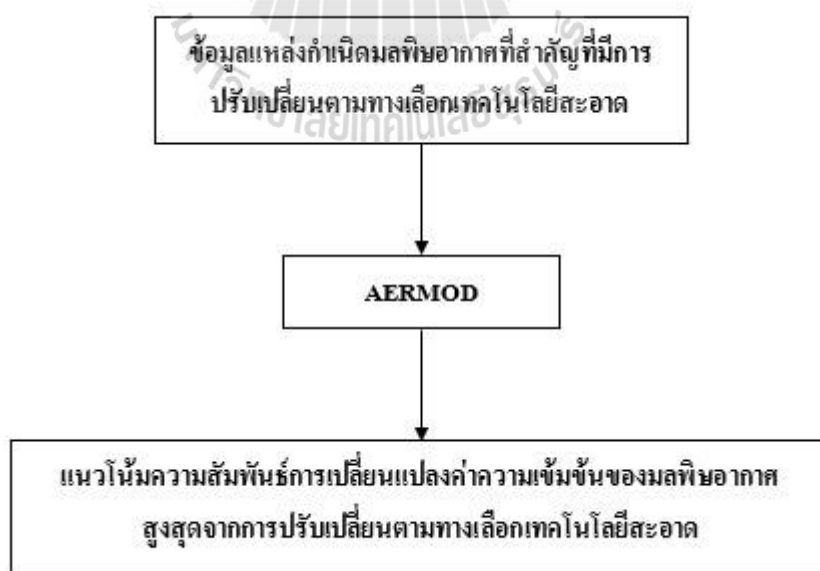 ข้อมูลแหล่งกำเนิดมลพิษอากาศที่สำคัญที่มีการ
ปรับเปลี่ยนตามทางเลือกเทคโนโลยีสะอาด
AERMOD
แนวโน้มความสัมพันธ์การเปลี่ยนแปลงค่าความเข้มข้นของมลพิษอากาศ
สูงสุดจากการปรับเปลี่ยนตามทางเลือกเทคโนโลยีสะอาด